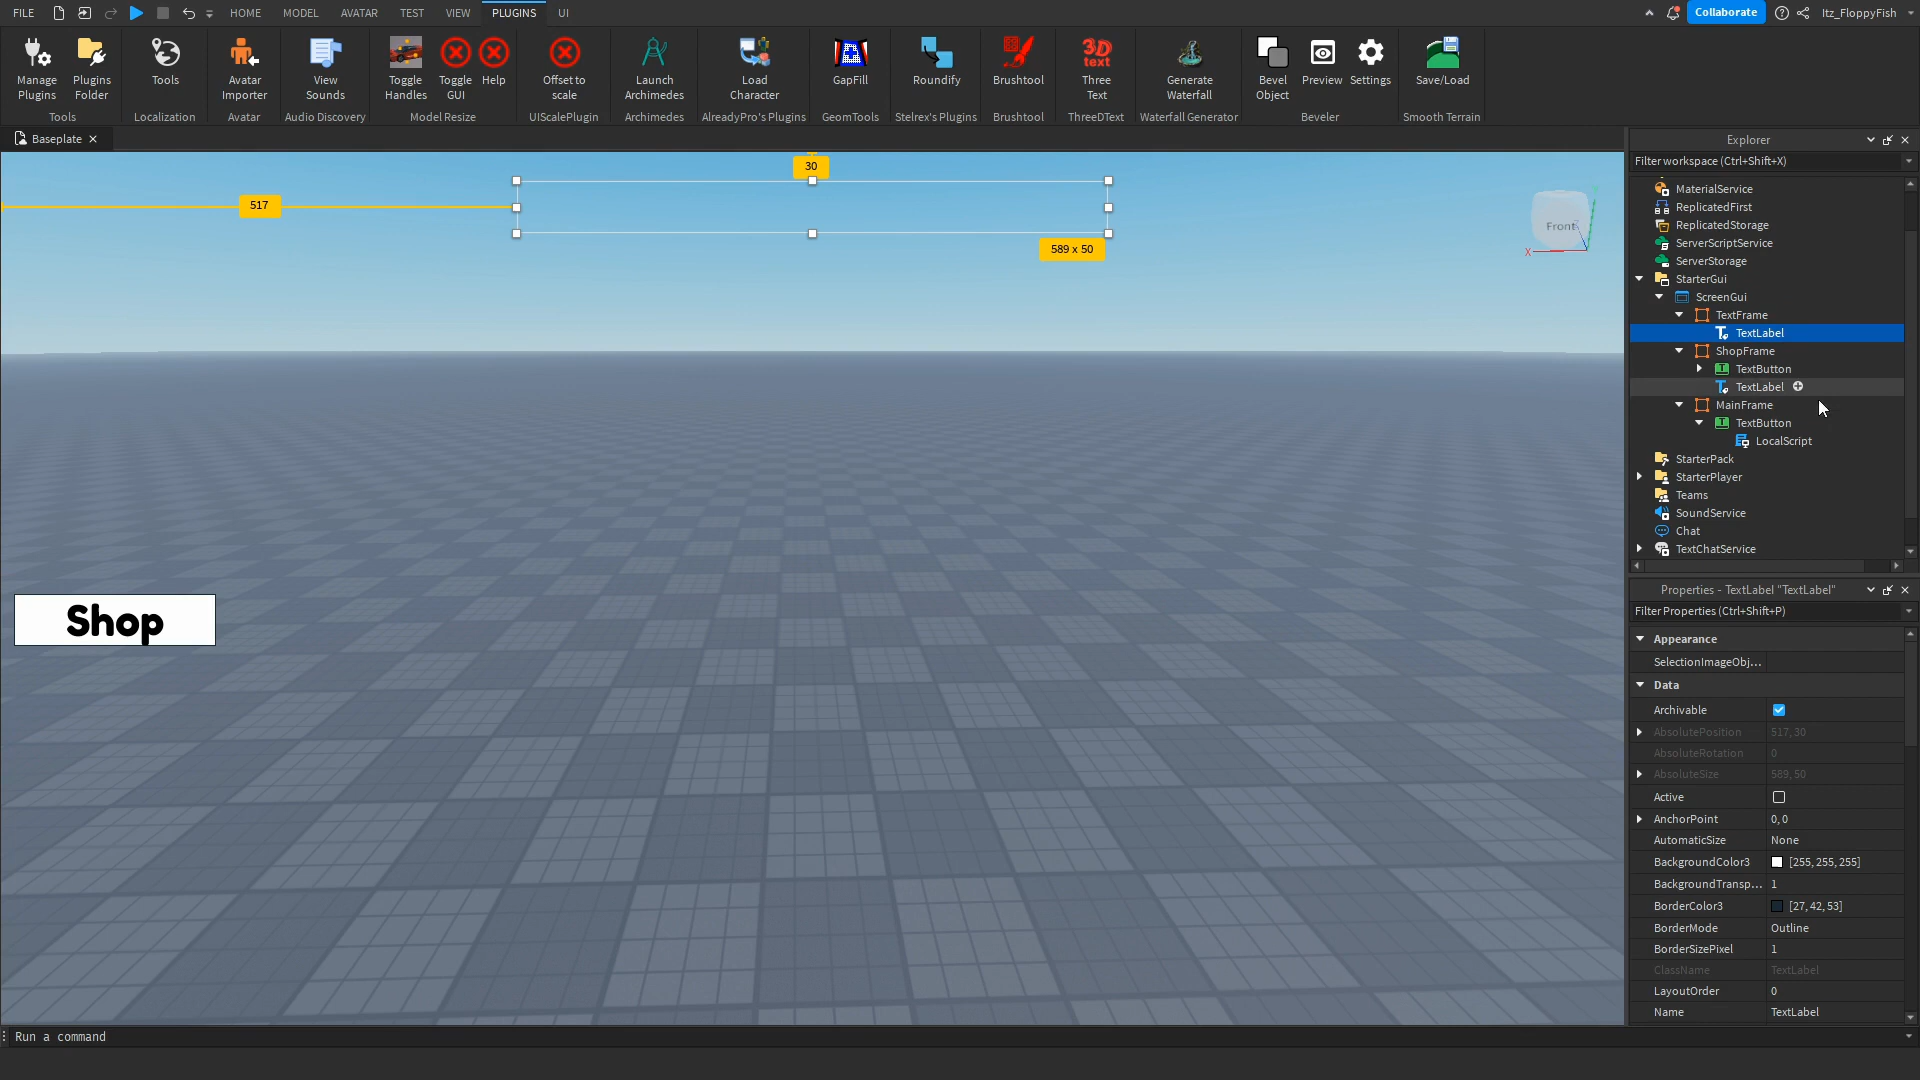 FILE HOME MODEL AVATAR TEST VIEW PLUGINS UI Collaborate Itz_FloppyFish
Manage Plugins
Plugins Folder
Tools
Avatar Importer
View Sounds
Toggle Handles
Toggle GUI
Help
Offset to scale
Launch Archimedes
Load Character
GapFill
Roundify
Brushtool
3D text
Three Text
Generate Waterfall
Bevel Object
Preview
Settings
Save/Load
Tools Localization Avatar Audio Discovery Model Resize UIScalePlugin Archimedes AlreadyPro's Plugins GeomTools Stelrex's Plugins Brushtool ThreeDText Waterfall Generator Beveler Smooth Terrain
Baseplate
30
517
589 x 50
Front
X
Shop
Explorer
Filter workspace (Ctrl+Shift+X)
MaterialService
ReplicatedFirst
ReplicatedStorage
ServerScriptService
ServerStorage
StarterGui
ScreenGui
TextFrame
TextLabel
ShopFrame
TextButton
TextLabel
MainFrame
TextButton
LocalScript
StarterPack
StarterPlayer
Teams
SoundService
Chat
TextChatService
Properties - TextLabel "TextLabel"
Filter Properties (Ctrl+Shift+P)
Appearance
SelectionImageObj...
Data
Archivable
AbsolutePosition 517, 30
AbsoluteRotation 0
AbsoluteSize 589, 50
Active
AnchorPoint 0, 0
AutomaticSize None
BackgroundColor3 [255, 255, 255]
BackgroundTransp... 1
BorderColor3 [27, 42, 53]
BorderMode Outline
BorderSizePixel 1
ClassName TextLabel
LayoutOrder 0
Name TextLabel
Run a command